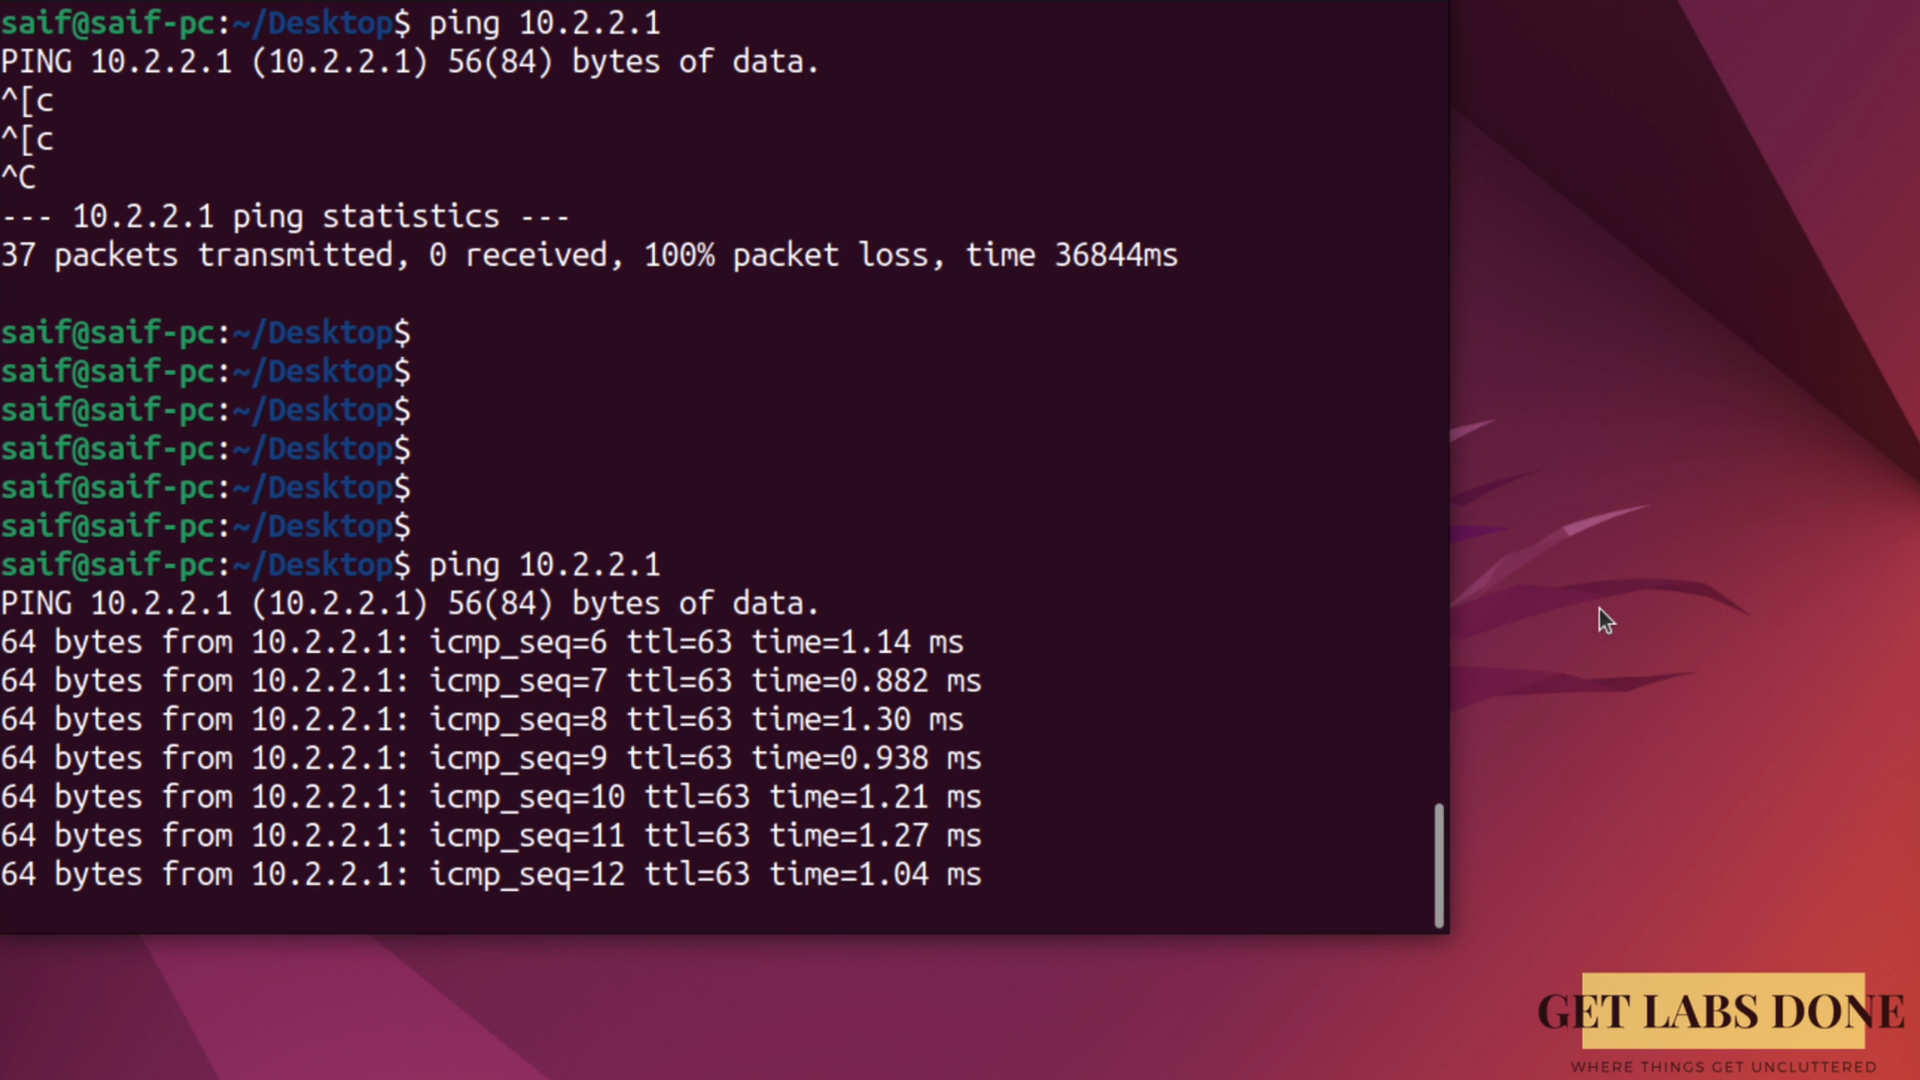 saif@saif-pc:~/Desktop$ ping 10.2.2.1
PING 10.2.2.1 (10.2.2.1) 56(84) bytes of data.
^[c
^[c
^C
--- 10.2.2.1 ping statistics ---
37 packets transmitted, 0 received, 100% packet loss, time 36844ms
saif@saif-pc:~/Desktop$
saif@saif-pc:~/Desktop$
saif@saif-pc:~/Desktop$
saif@saif-pc:~/Desktop$
saif@saif-pc:~/Desktop$
saif@saif-pc:~/Desktop$
saif@saif-pc:~/Desktop$ ping 10.2.2.1
PING 10.2.2.1 (10.2.2.1) 56(84) bytes of data.
64 bytes from 10.2.2.1: icmp_seq=6 ttl=63 time=1.14 ms
64 bytes from 10.2.2.1: icmp_seq=7 ttl=63 time=0.882 ms
64 bytes from 10.2.2.1: icmp_seq=8 ttl=63 time=1.30 ms
64 bytes from 10.2.2.1: icmp_seq=9 ttl=63 time=0.938 ms
64 bytes from 10.2.2.1: icmp_seq=10 ttl=63 time=1.21 ms
64 bytes from 10.2.2.1: icmp_seq=11 ttl=63 time=1.27 ms
64 bytes from 10.2.2.1: icmp_seq=12 ttl=63 time=1.04 ms
GET LABS DONE
WHERE THINGS GET UNCLUTTERED